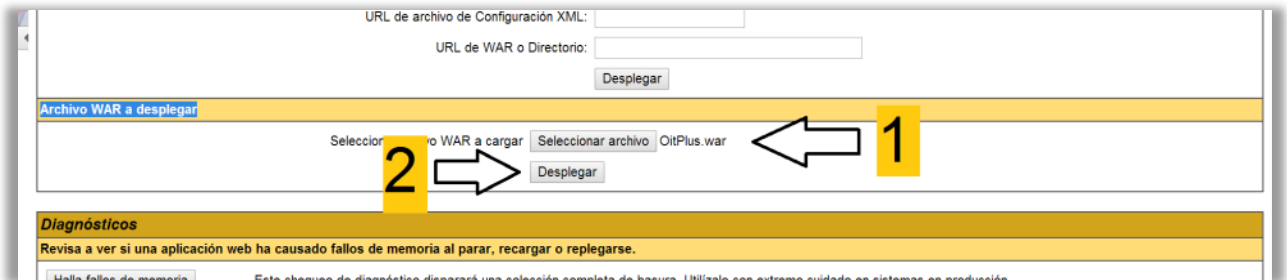 URL de archivo de Configuración XML:
URL de WAR o Directorio:
Desplegar
Archivo WAR a desplegar
WAR a cargar Seleccionar archivo OitPlus.war
1
2
Desplegar
Diagnósticos
Revisa a ver si una aplicación web ha causado fallos de memoria al parar, recargar o replegarse.
Halla fallos de memoria Este chequeo de diagnóstico disparará una selección completa de basura. Utilízalo con extremo cuidado en sistemas en producción.